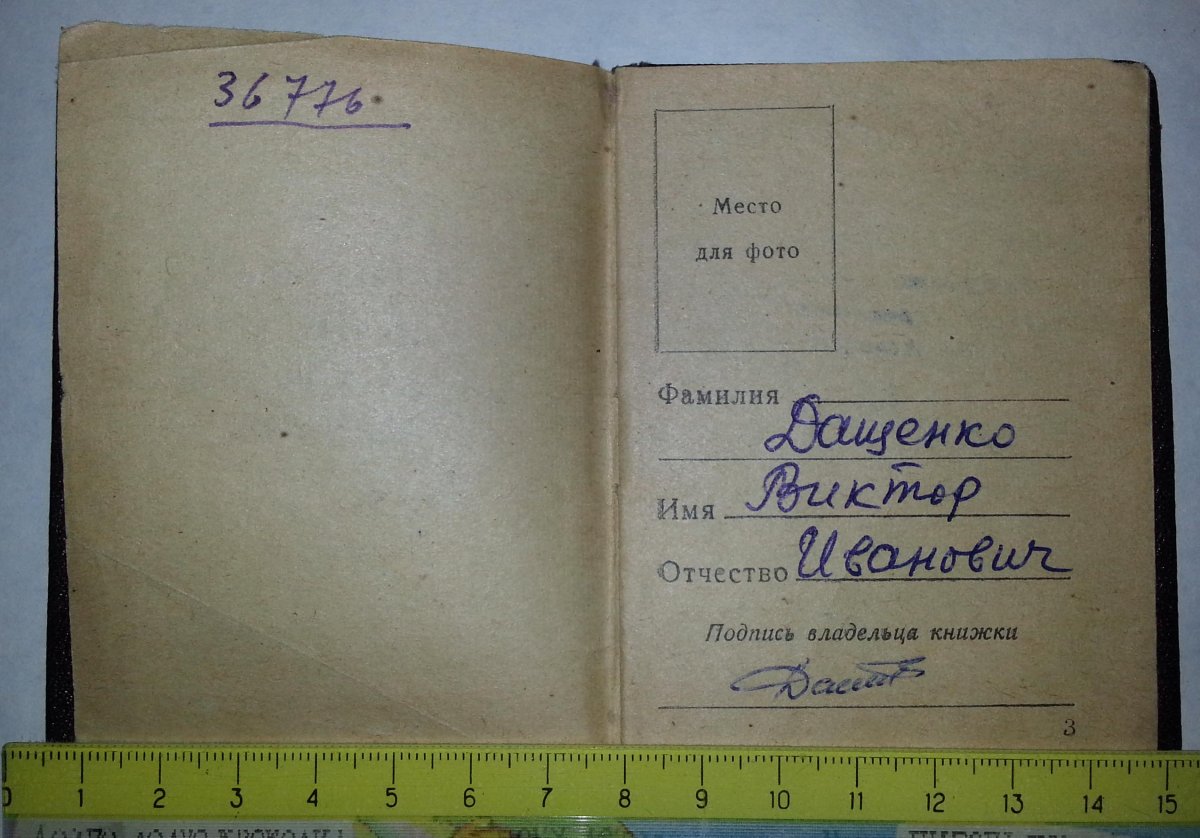 36776
Место
для фото
Фамилия
Дащенко
Имя Виктор
Отчество Иванович
Подпись владельца книжки
3
0 1 2 3 4 5 6 7 8 9 10 11 12 13 14 15